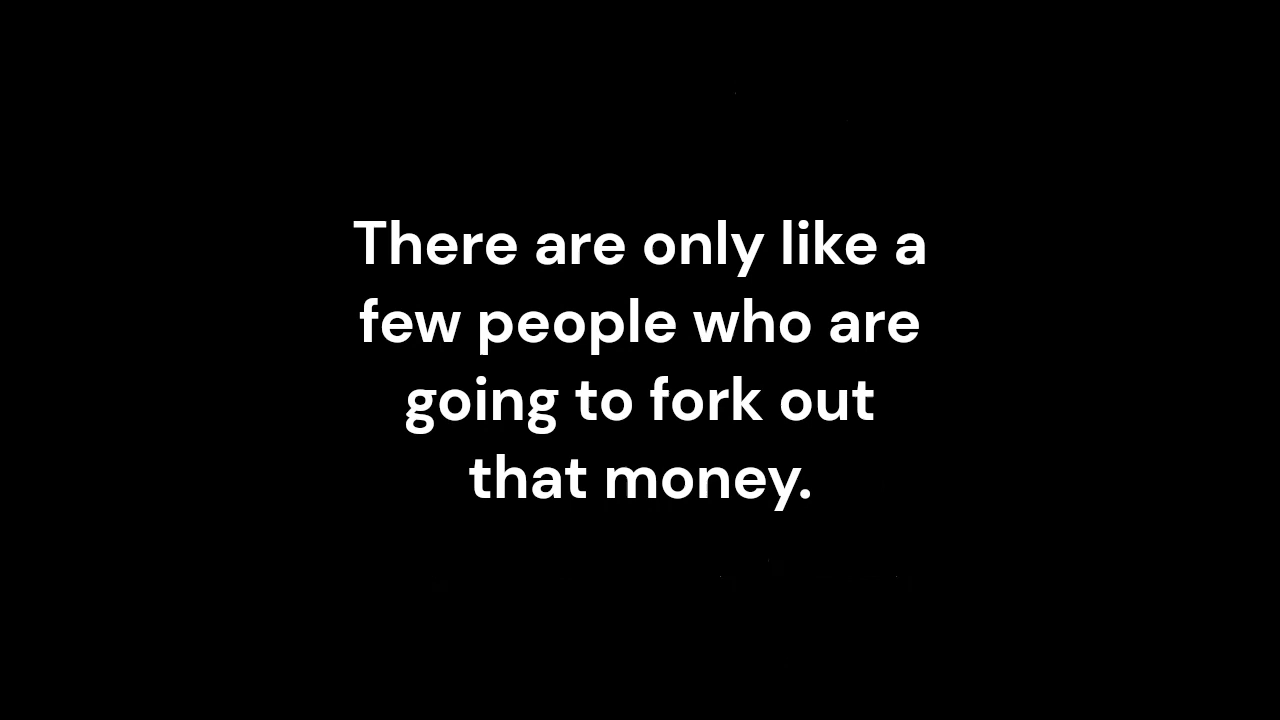 There are only like a
few people who are
going to fork out
that money.